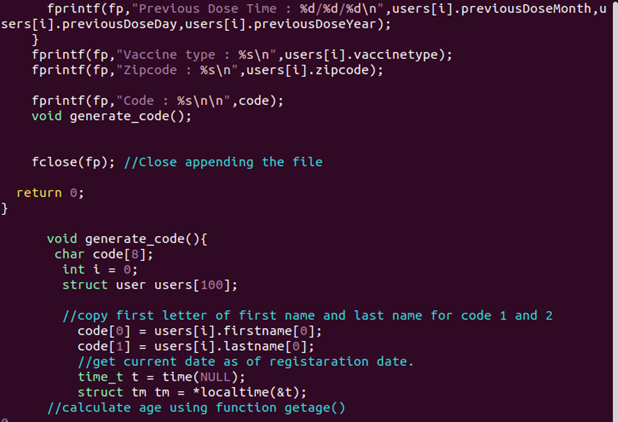 fprintf(fp,"Previous Dose Time : %d/%d/%d\n",users[i].previousDoseMonth,u
sers[i].previousDoseDay,users[i].previousDoseYear);
}
fprintf(fp,"Vaccine type : %s\n",users[i].vaccinetype);
fprintf(fp,"Zipcode : %s\n",users[i].zipcode);
fprintf(fp,"Code : %s\n\n",code);
void generate_code();
fclose(fp); //Close appending the file
return 0;
}
void generate_code(){
char code[8];
int i = 0;
struct user users[100];
//copy first letter of first name and last name for code 1 and 2
code[0] = users[i].firstname[0];
code[1] = users[i].lastname[0];
//get current date as of registaration date.
time_t t = time(NULL);
struct tm tm = *localtime(&t);
//calculate age using function getage()